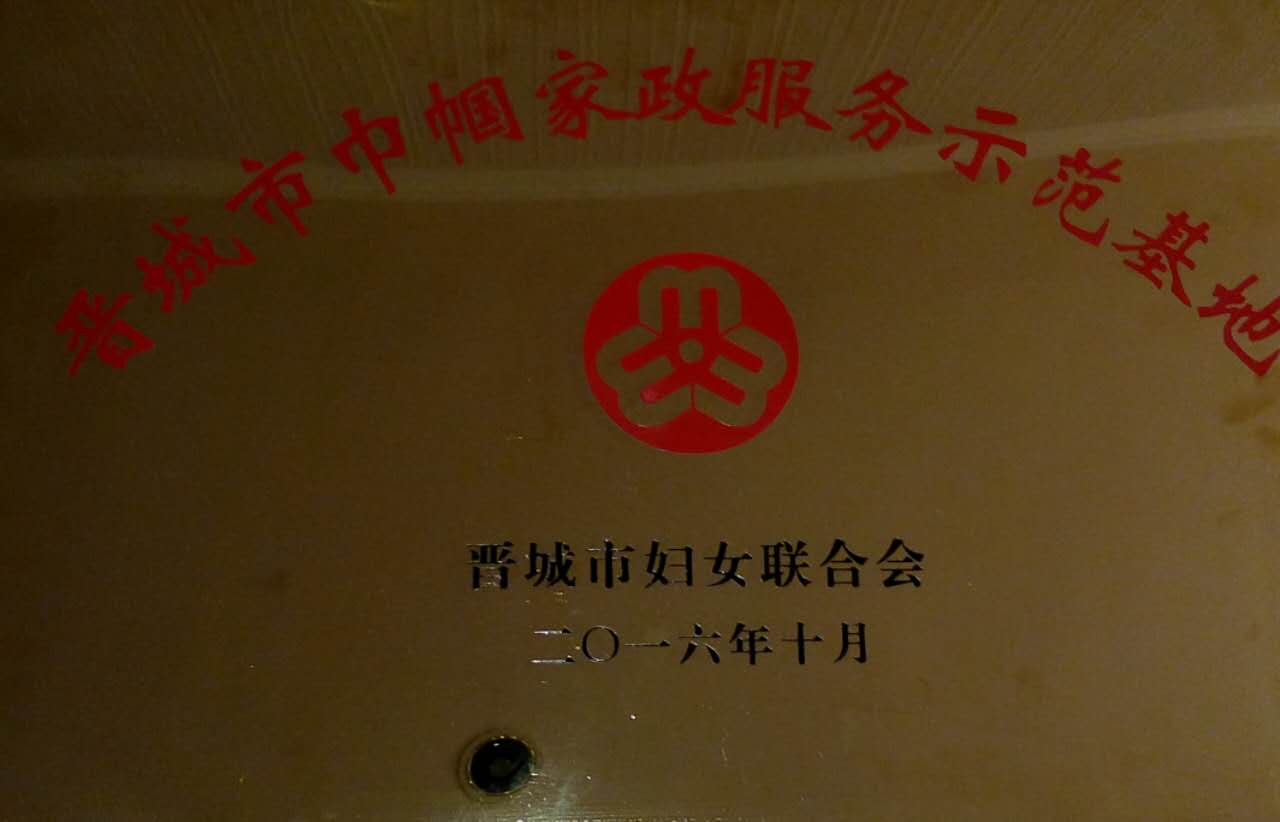 晋城市巾帼家政服务示范基地
晋城市妇女联合会
二〇一六年十月